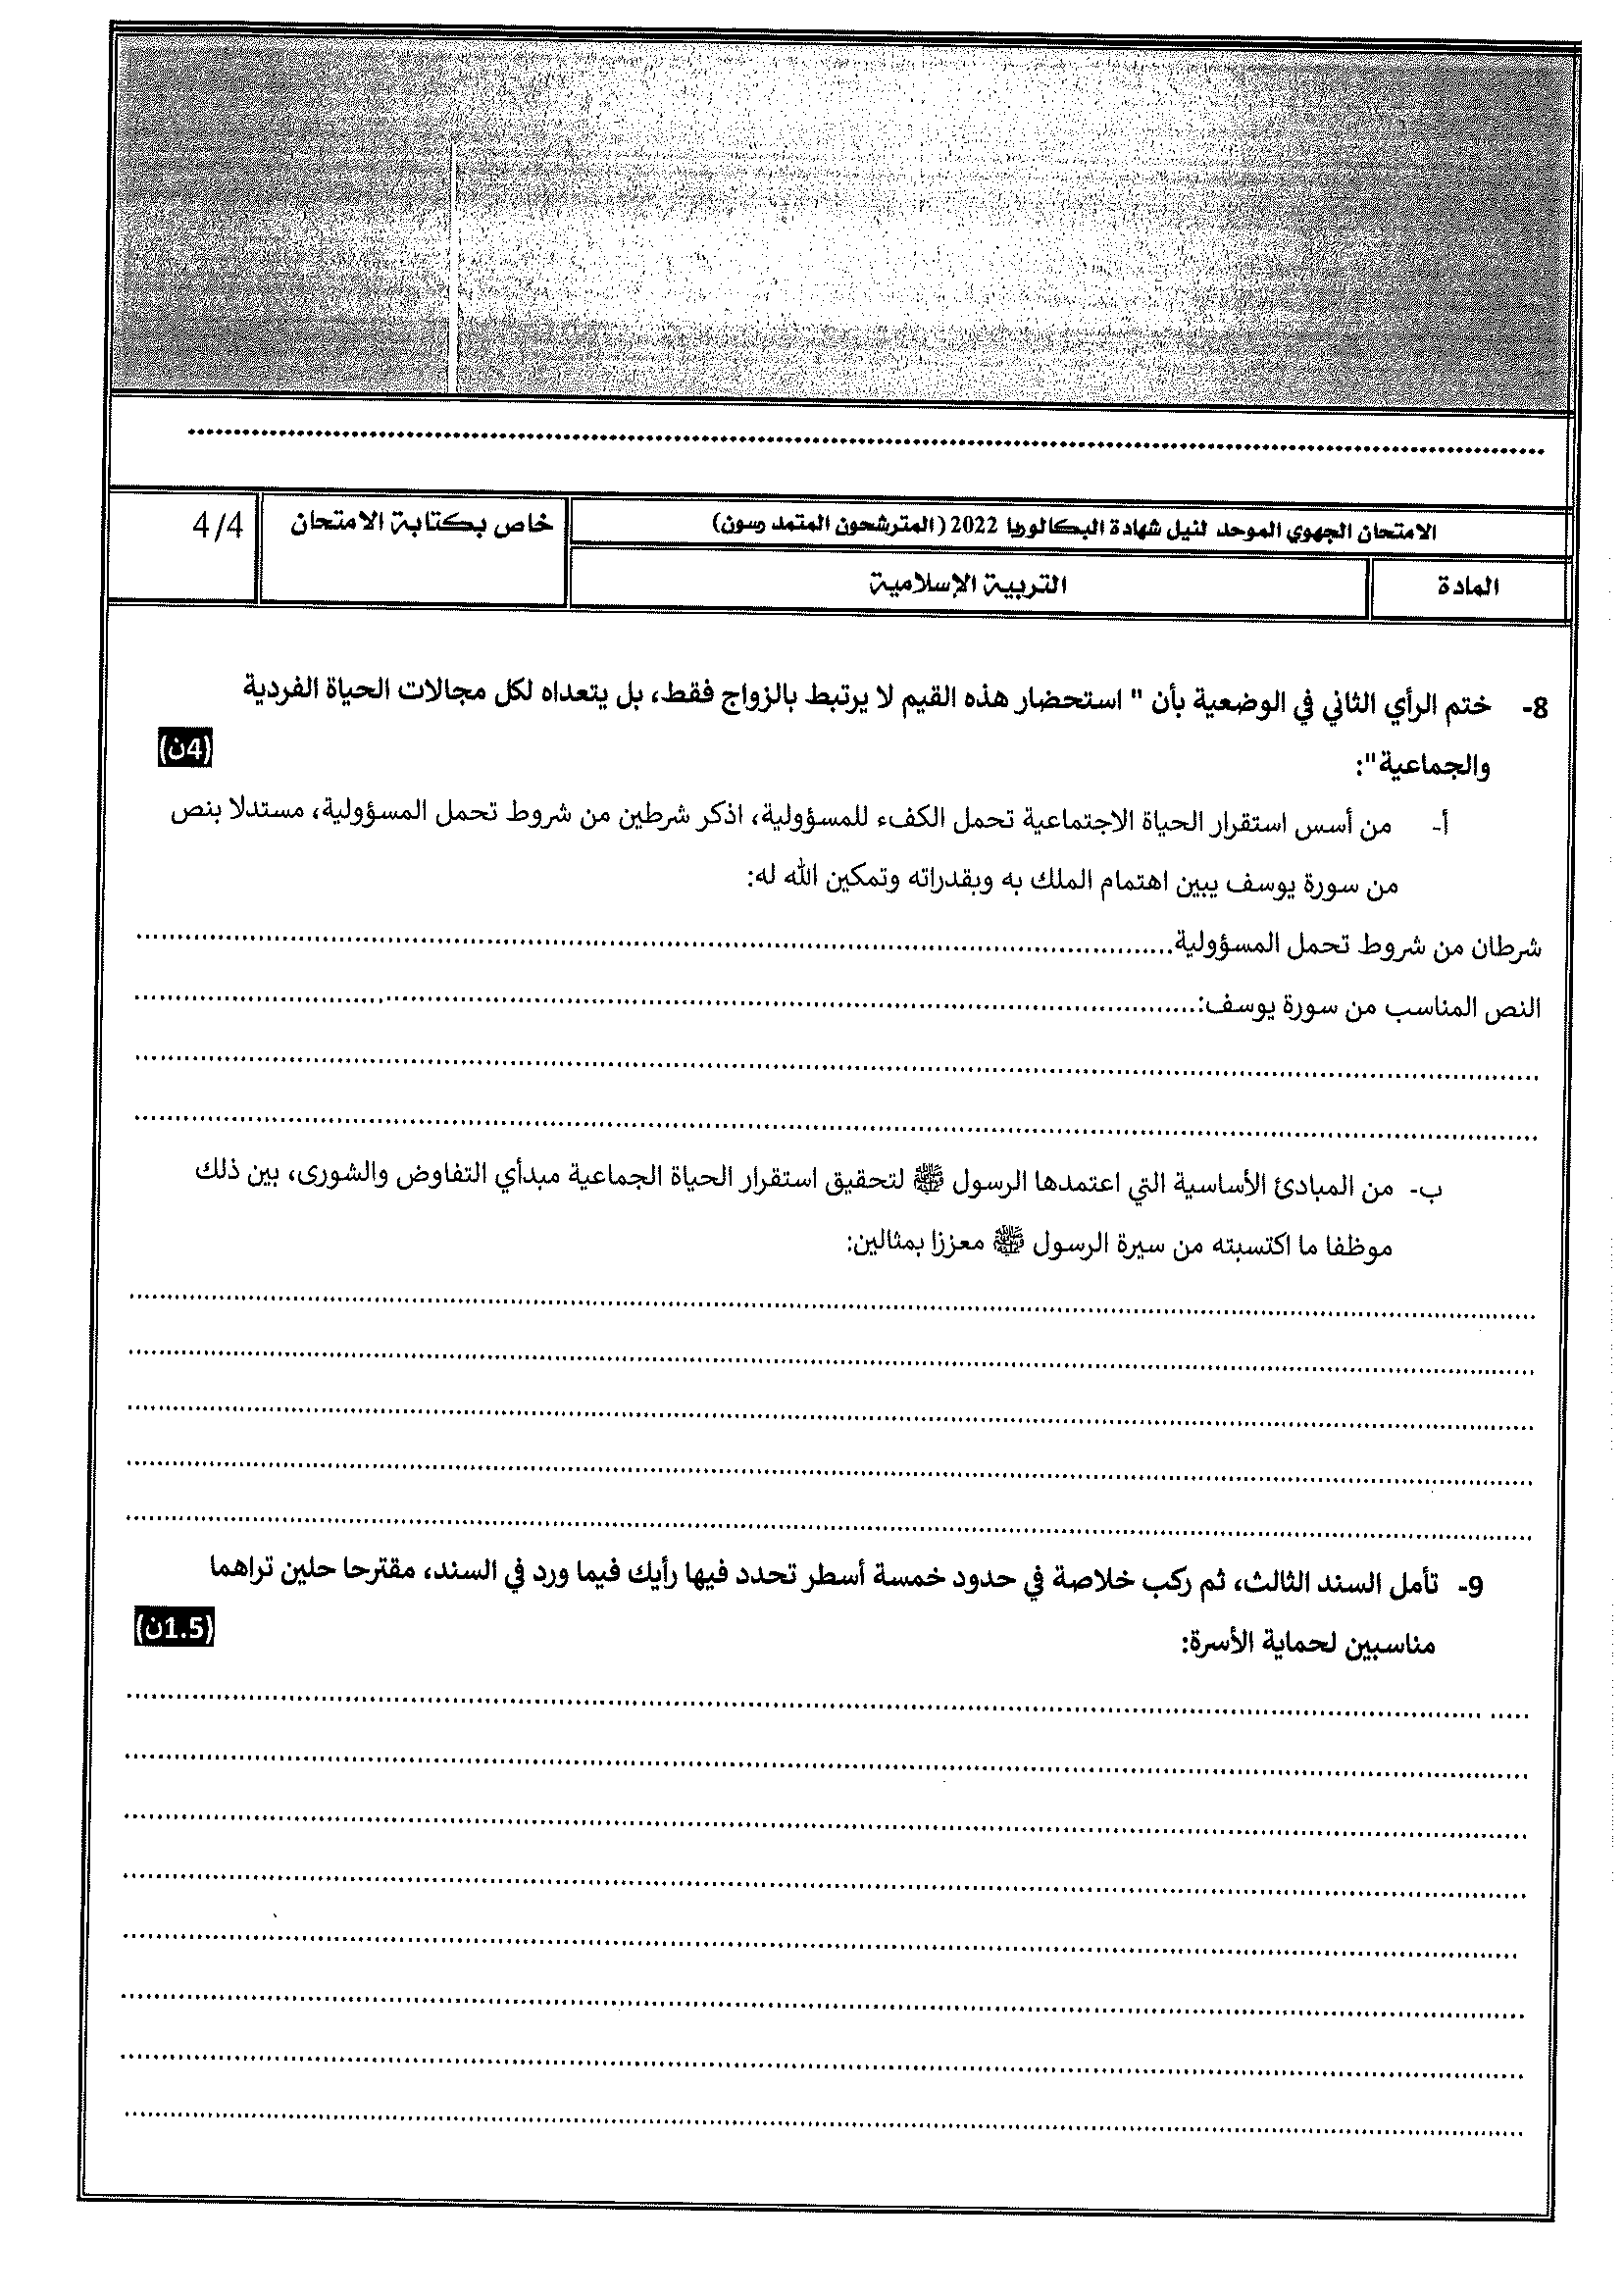 الامتحان الجهوي الموحد لنيل شهادة البكالوريا 2022 (المترشحون المتمدرسون)
خاص بكتابة الامتحان
4/4
المادة
التربية الإسلامية
8- ختم الرأي الثاني في الوضعية بأن " استحضار هذه القيم لا يرتبط بالزواج فقط، بل يتعداه لكل مجالات الحياة الفردية
والجماعية":
(4ن)
أ- من أسس استقرار الحياة الاجتماعية تحمل الكفء للمسؤولية، اذكر شرطين من شروط تحمل المسؤولية، مستدلا بنص
من سورة يوسف يبين اهتمام الملك به وبقدراته وتمكين الله له:
شرطان من شروط تحمل المسؤولية
النص المناسب من سورة يوسف:
ب- من المبادئ الأساسية التي اعتمدها الرسول ﷺ لتحقيق استقرار الحياة الجماعية مبدأي التفاوض والشورى، بين ذلك
موظفا ما اكتسبته من سيرة الرسول ﷺ معززا بمثالين:
9- تأمل السند الثالث، ثم ركب خلاصة في حدود خمسة أسطر تحدد فيها رأيك فيما ورد في السند، مقترحا حلين تراهما
مناسبين لحماية الأسرة:
(1.5ن)